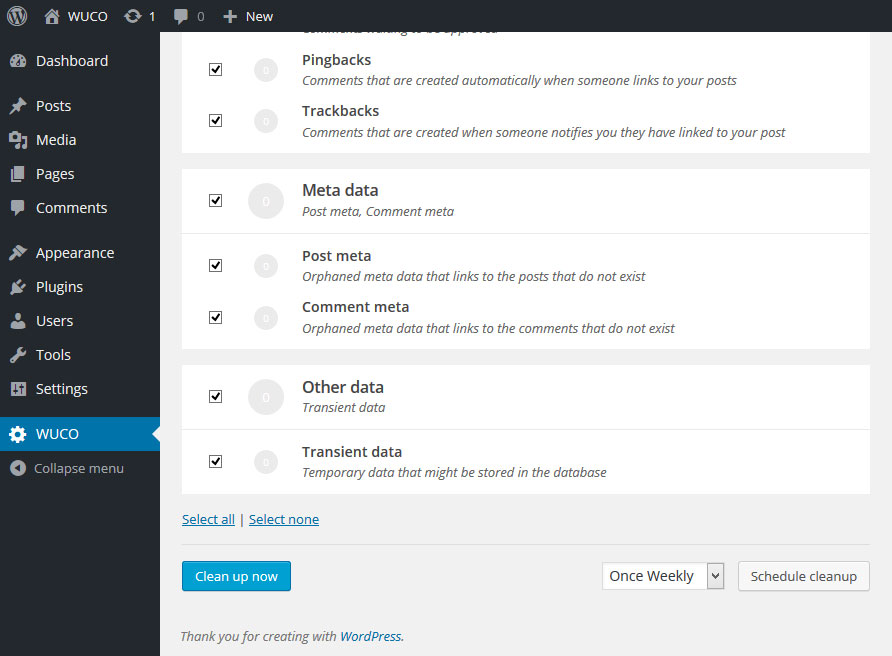 WUCO 1 0 New
Dashboard
Posts
Media
Pages
Comments
Appearance
Plugins
Users
Tools
Settings
WUCO
Collapse menu
Comments waiting to be approved
Pingbacks
0
Comments that are created automatically when someone links to your posts
Trackbacks
0
Comments that are created when someone notifies you they have linked to your post
Meta data
0
Post meta, Comment meta
Post meta
0
Orphaned meta data that links to the posts that do not exist
Comment meta
0
Orphaned meta data that links to the comments that do not exist
Other data
0
Transient data
Transient data
0
Temporary data that might be stored in the database
Select all | Select none
Clean up now Once Weekly Schedule cleanup
Thank you for creating with WordPress.